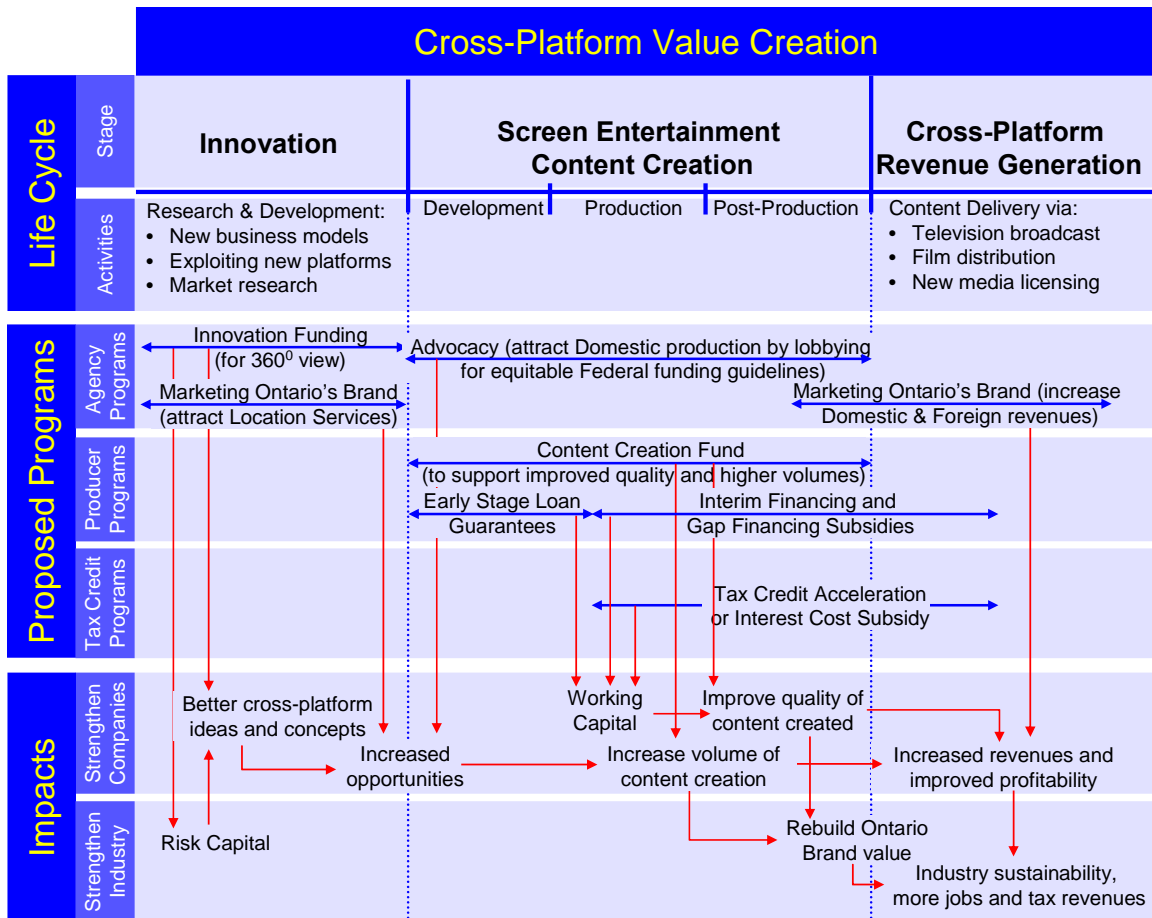 Cross-Platform Value Creation
Life Cycle
Stage
Innovation
Screen Entertainment
Content Creation
Cross-Platform
Revenue Generation
Activities
Research & Development:
• New business models
• Exploiting new platforms
• Market research
Development
Production
Post-Production
Content Delivery via:
• Television broadcast
• Film distribution
• New media licensing
Proposed Programs
Agency
Programs
Innovation Funding
(for 360⁰ view)
Advocacy (attract Domestic production by lobbying
for equitable Federal funding guidelines)
Marketing Ontario's Brand
(attract Location Services)
Marketing Ontario's Brand (increase
Domestic & Foreign revenues)
Producer
Programs
Content Creation Fund
(to support improved quality and higher volumes)
Early Stage Loan
Guarantees
Interim Financing and
Gap Financing Subsidies
Tax Credit
Programs
Tax Credit Acceleration
or Interest Cost Subsidy
Impacts
Strengthen
Companies
Better cross-platform
ideas and concepts
Working
Capital
Improve quality of
content created
Increased
opportunities
Increase volume of
content creation
Increased revenues and
improved profitability
Strengthen
Industry
Risk Capital
Rebuild Ontario
Brand value
Industry sustainability,
more jobs and tax revenues